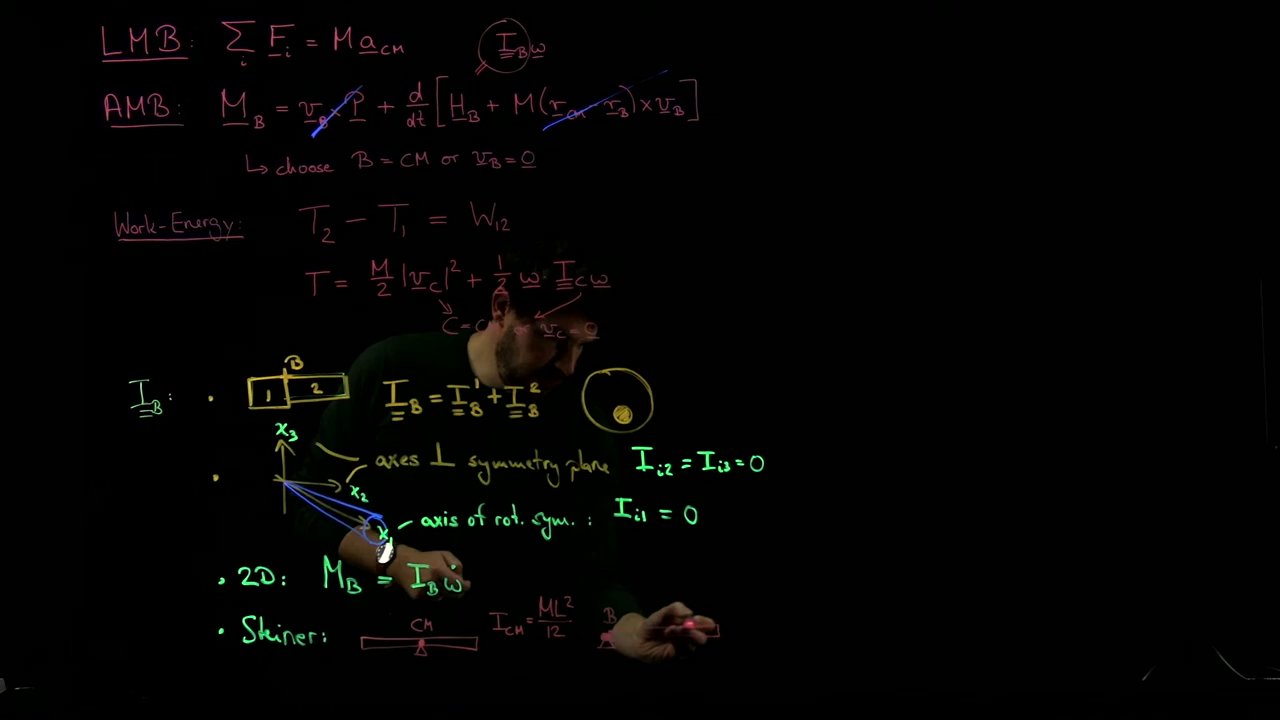 LMB: Σ_i F_i = M a_CM    I_B ω
AMB: M_B = v_B × P + d/dt [H_B + M(r_CM - r_B) × v_B]
↳ choose B = CM or v_B = 0
Work-Energy: T_2 - T_1 = W_12
T = M/2 |v_C|² + 1/2 ω · I_C ω
C = C v_C = 0
B
I_B: · 1 2 I_B = I_B^1 + I_B^2
x_3
· axes ⊥ symmetry plane I_i2 = I_i3 = 0
x_2
x_1 axis of rot. sym.: I_i1 = 0
· 2D: M_B = I_B ω̇
· Steiner: CM I_CM = ML²/12 B